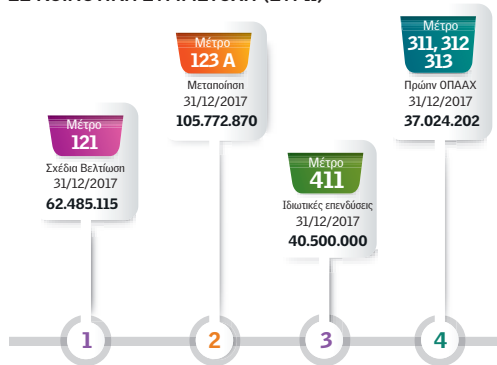 Μέτρο
121
Σχέδια Βελτίωση
31/12/2017
62.485.115
Μέτρο
123 Α
Μεταποίηση
31/12/2017
105.772.870
Μέτρο
411
Ιδιωτικές επενδύσεις
31/12/2017
40.500.000
Μέτρο
311, 312
313
Πρώην ΟΠΑΑΧ
31/12/2017
37.024.202
1
2
3
4